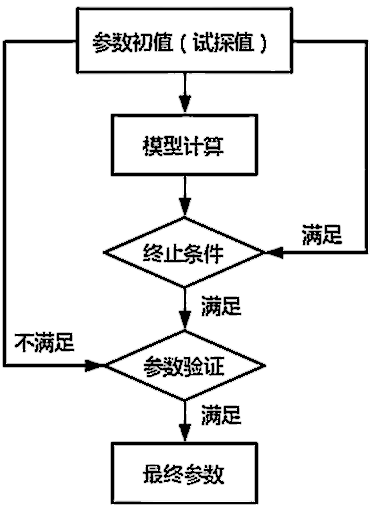 参数初值（试探值）
模型计算
终止条件
满足
满足
不满足
参数验证
满足
最终参数